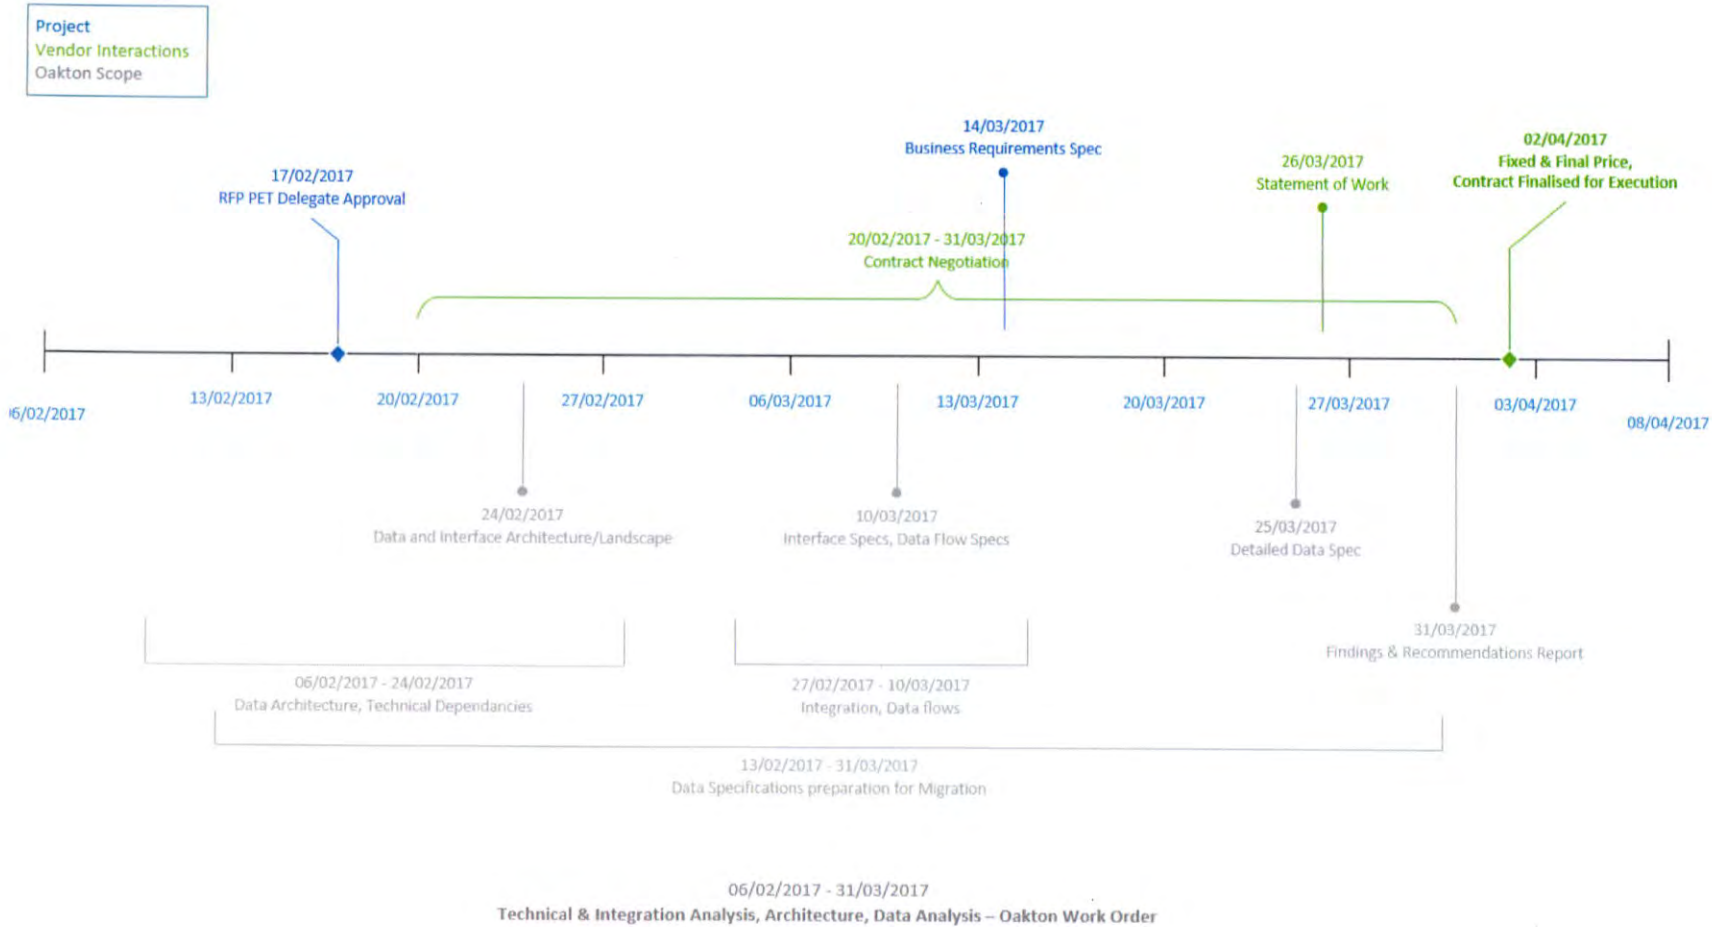 Project
Vendor Interactions
Oakton Scope
14/03/2017
Business Requirements Spec
02/04/2017
Fixed & Final Price,
Contract Finalised for Execution
26/03/2017
Statement of Work
17/02/2017
RFP PET Delegate Approval
20/02/2017 - 31/03/2017
Contract Negotiation
6/02/2017
13/02/2017
20/02/2017
27/02/2017
06/03/2017
13/03/2017
20/03/2017
27/03/2017
03/04/2017
08/04/2017
24/02/2017
Data and Interface Architecture/Landscape
10/03/2017
Interface Specs, Data Flow Specs
25/03/2017
Detailed Data Spec
31/03/2017
Findings & Recommendations Report
06/02/2017 - 24/02/2017
Data Architecture, Technical Dependancies
27/02/2017 - 10/03/2017
Integration, Data flows
13/02/2017 - 31/03/2017
Data Specifications preparation for Migration
06/02/2017 - 31/03/2017
Technical & Integration Analysis, Architecture, Data Analysis – Oakton Work Order